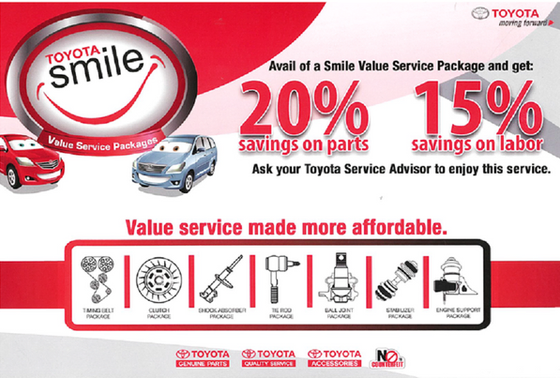 TOYOTA
moving forward
TOYOTA
smile
Value Service Packages
Avail of a Smile Value Service Package and get:
20% 15%
savings on parts savings on labor
Ask your Toyota Service Advisor to enjoy this service.
Value service made more affordable.
TIMING BELT PACKAGE
CLUTCH PACKAGE
SHOCK ABSORBER PACKAGE
TIE ROD PACKAGE
BALL JOINT PACKAGE
STABILIZER PACKAGE
ENGINE SUPPORT PACKAGE
TOYOTA
GENUINE PARTS
TOYOTA
QUALITY SERVICE
TOYOTA
ACCESSORIES
NO
COUNTERFEIT